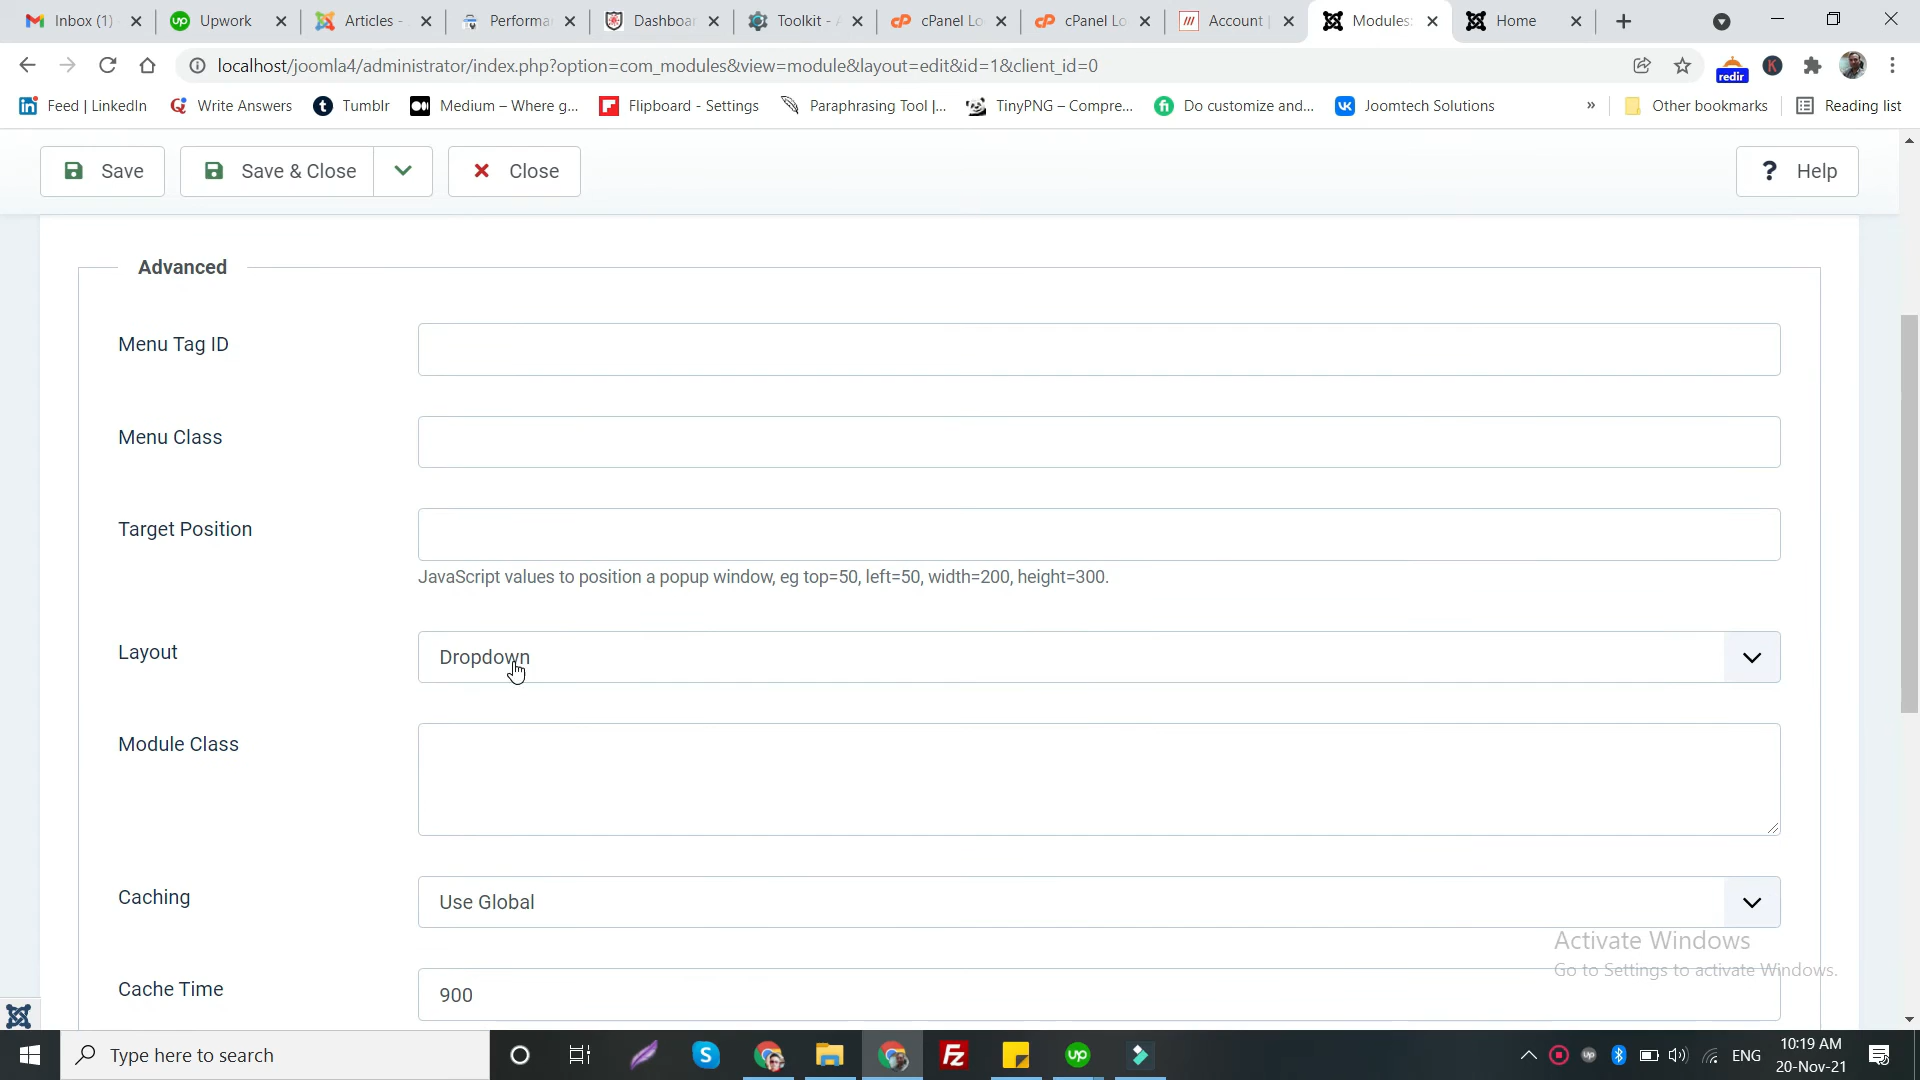 Inbox (1)
Upwork
Articles -
Performa
Dashboar
Toolkit - A
cPanel Lo
cPanel Lo
Account |
Modules:
Home
localhost/joomla4/administrator/index.php?option=com_modules&view=module&layout=edit&id=1&client_id=0
redir
K
Feed | LinkedIn
Write Answers
Tumblr
Medium – Where g...
Flipboard - Settings
Paraphrasing Tool |...
TinyPNG – Compre...
Do customize and...
Joomtech Solutions
»
Other bookmarks
Reading list
Save
Save & Close
Close
? Help
Advanced
Menu Tag ID
Menu Class
Target Position
JavaScript values to position a popup window, eg top=50, left=50, width=200, height=300.
Layout
Dropdown
Module Class
Caching
Use Global
Activate Windows
Go to Settings to activate Windows.
Cache Time
900
Type here to search
ENG
10:19 AM
20-Nov-21